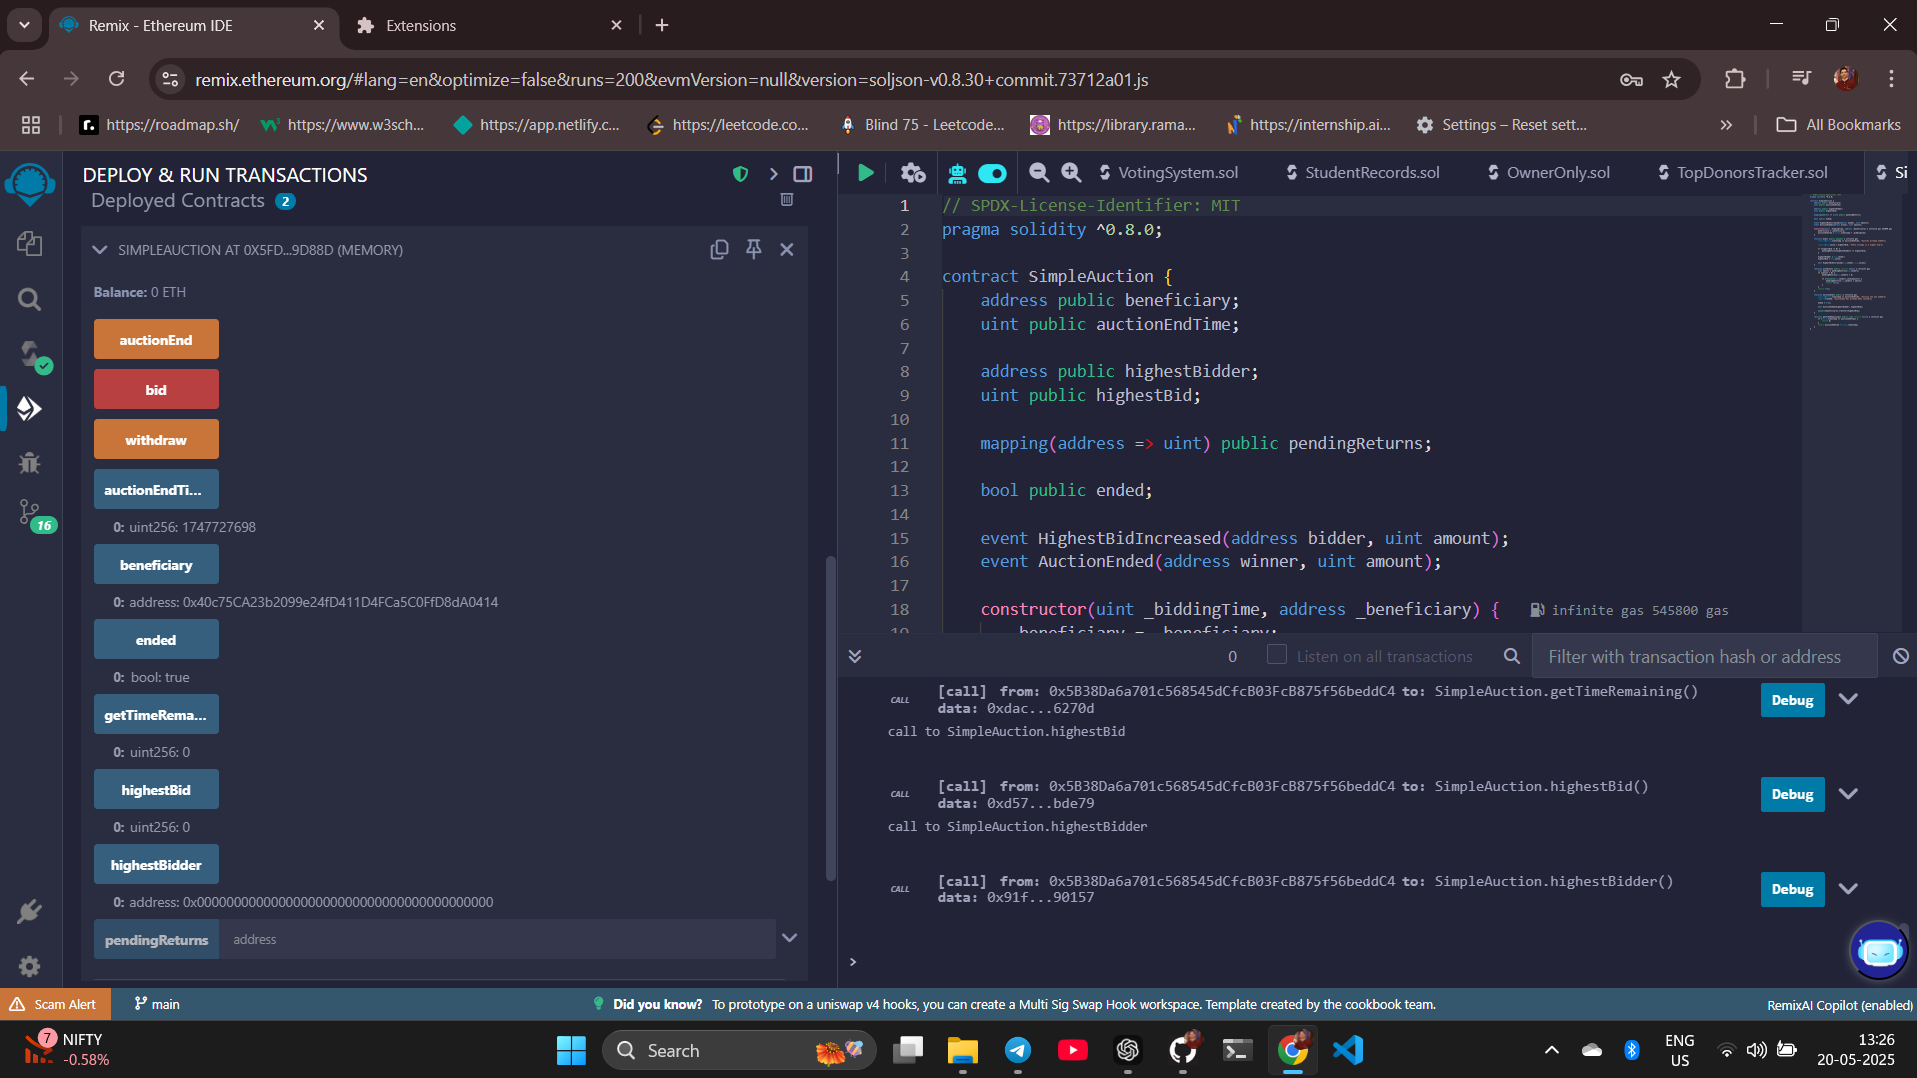 Remix - Ethereum IDE
Extensions
remix.ethereum.org/#lang=en&optimize=false&runs=200&evmVersion=null&version=soljson-v0.8.30+commit.73712a01.js
https://roadmap.sh/
https://www.w3sch...
https://app.netlify.c...
https://leetcode.co...
Blind 75 - Leetcode...
https://library.rama...
https://internship.ai...
Settings – Reset sett...
All Bookmarks
DEPLOY & RUN TRANSACTIONS
Deployed Contracts 2
SIMPLEAUCTION AT 0X5FD...9D88D (MEMORY)
Balance: 0 ETH
auctionEnd
bid
withdraw
auctionEndTi...
0: uint256: 1747727698
beneficiary
0: address: 0x40c75CA23b2099e24fD411D4FCa5C0FfD8dA0414
ended
0: bool: true
getTimeRema...
0: uint256: 0
highestBid
0: uint256: 0
highestBidder
0: address: 0x0000000000000000000000000000000000000000
pendingReturns address
16
VotingSystem.sol
StudentRecords.sol
OwnerOnly.sol
TopDonorsTracker.sol
Si
1 // SPDX-License-Identifier: MIT
2 pragma solidity ^0.8.0;
3
4 contract SimpleAuction {
5 address public beneficiary;
6 uint public auctionEndTime;
7
8 address public highestBidder;
9 uint public highestBid;
10
11 mapping(address => uint) public pendingReturns;
12
13 bool public ended;
14
15 event HighestBidIncreased(address bidder, uint amount);
16 event AuctionEnded(address winner, uint amount);
17
18 constructor(uint _biddingTime, address _beneficiary) { infinite gas 545800 gas
19 beneficiary = _beneficiary;
0
Listen on all transactions
Filter with transaction hash or address
CALL [call] from: 0x5B38Da6a701c568545dCfcB03FcB875f56beddC4 to: SimpleAuction.getTimeRemaining()
data: 0xdac...6270d
Debug
call to SimpleAuction.highestBid
CALL [call] from: 0x5B38Da6a701c568545dCfcB03FcB875f56beddC4 to: SimpleAuction.highestBid()
data: 0xd57...bde79
Debug
call to SimpleAuction.highestBidder
CALL [call] from: 0x5B38Da6a701c568545dCfcB03FcB875f56beddC4 to: SimpleAuction.highestBidder()
data: 0x91f...90157
Debug
>
Scam Alert
main
Did you know? To prototype on a uniswap v4 hooks, you can create a Multi Sig Swap Hook workspace. Template created by the cookbook team.
RemixAI Copilot (enabled)
7
NIFTY
-0.58%
Search
ENG
US
13:26
20-05-2025